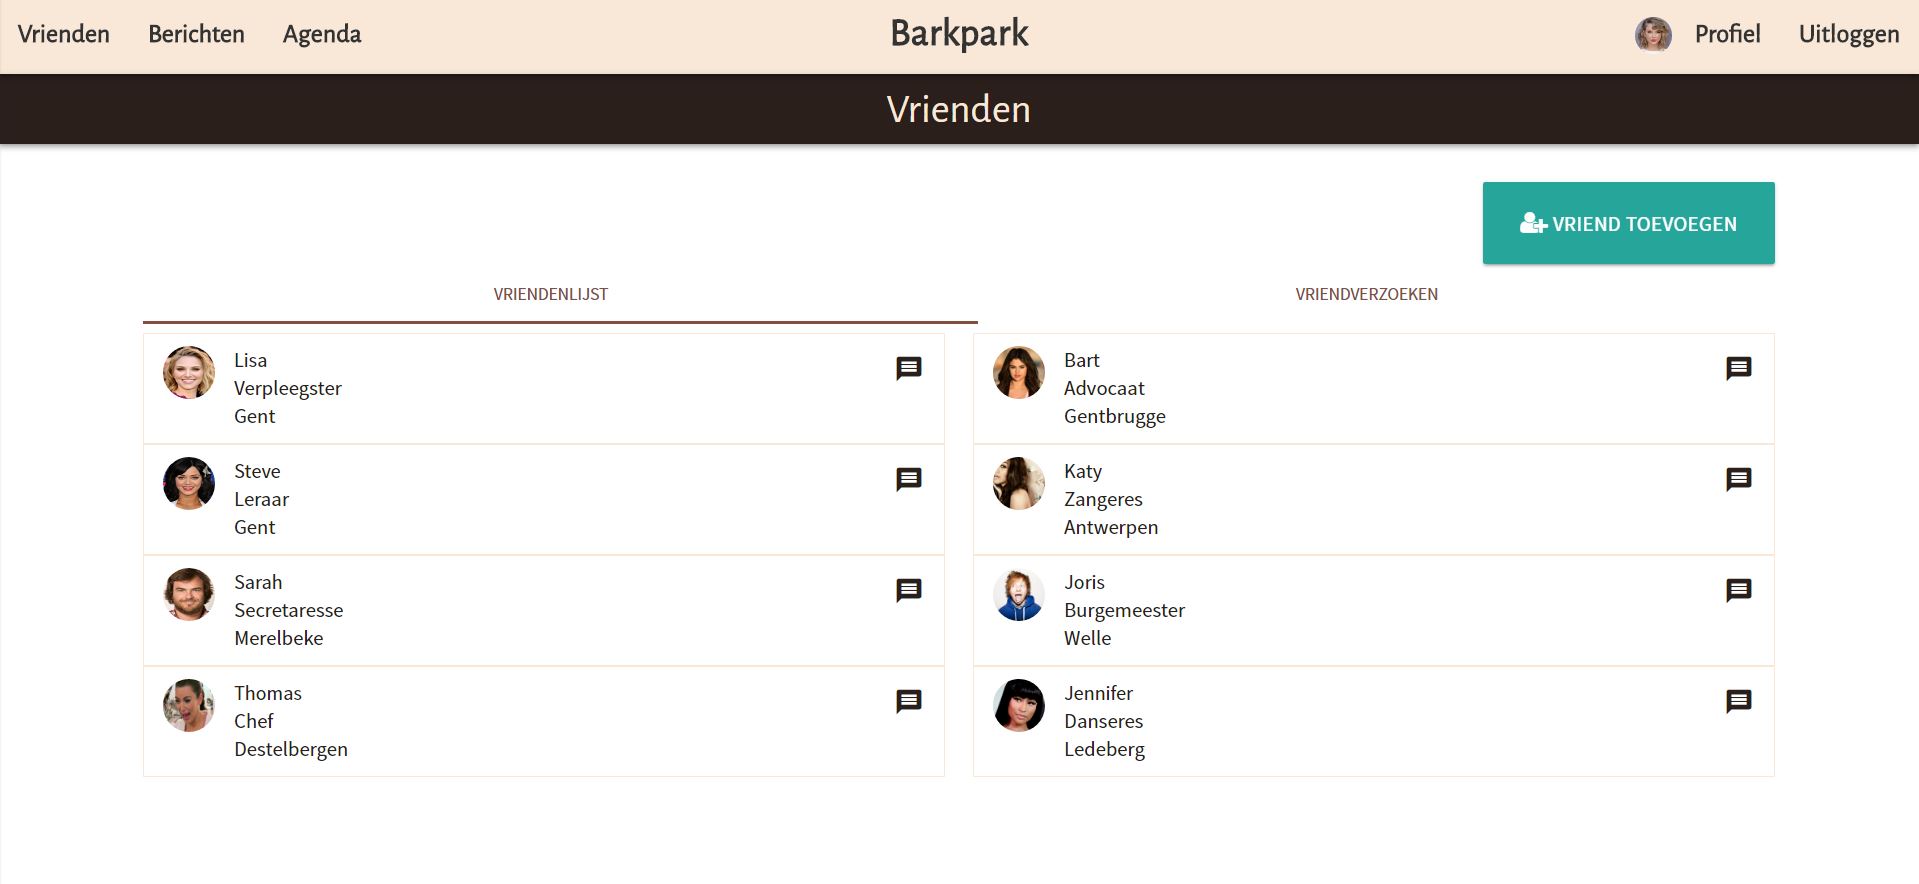 Vrienden Berichten Agenda Barkpark Profiel Uitloggen
Vrienden
VRIEND TOEVOEGEN
VRIENDENLIJST VRIENDVERZOEKEN
Lisa
Verpleegster
Gent
Bart
Advocaat
Gentbrugge
Steve
Leraar
Gent
Katy
Zangeres
Antwerpen
Sarah
Secretaresse
Merelbeke
Joris
Burgemeester
Welle
Thomas
Chef
Destelbergen
Jennifer
Danseres
Ledeberg